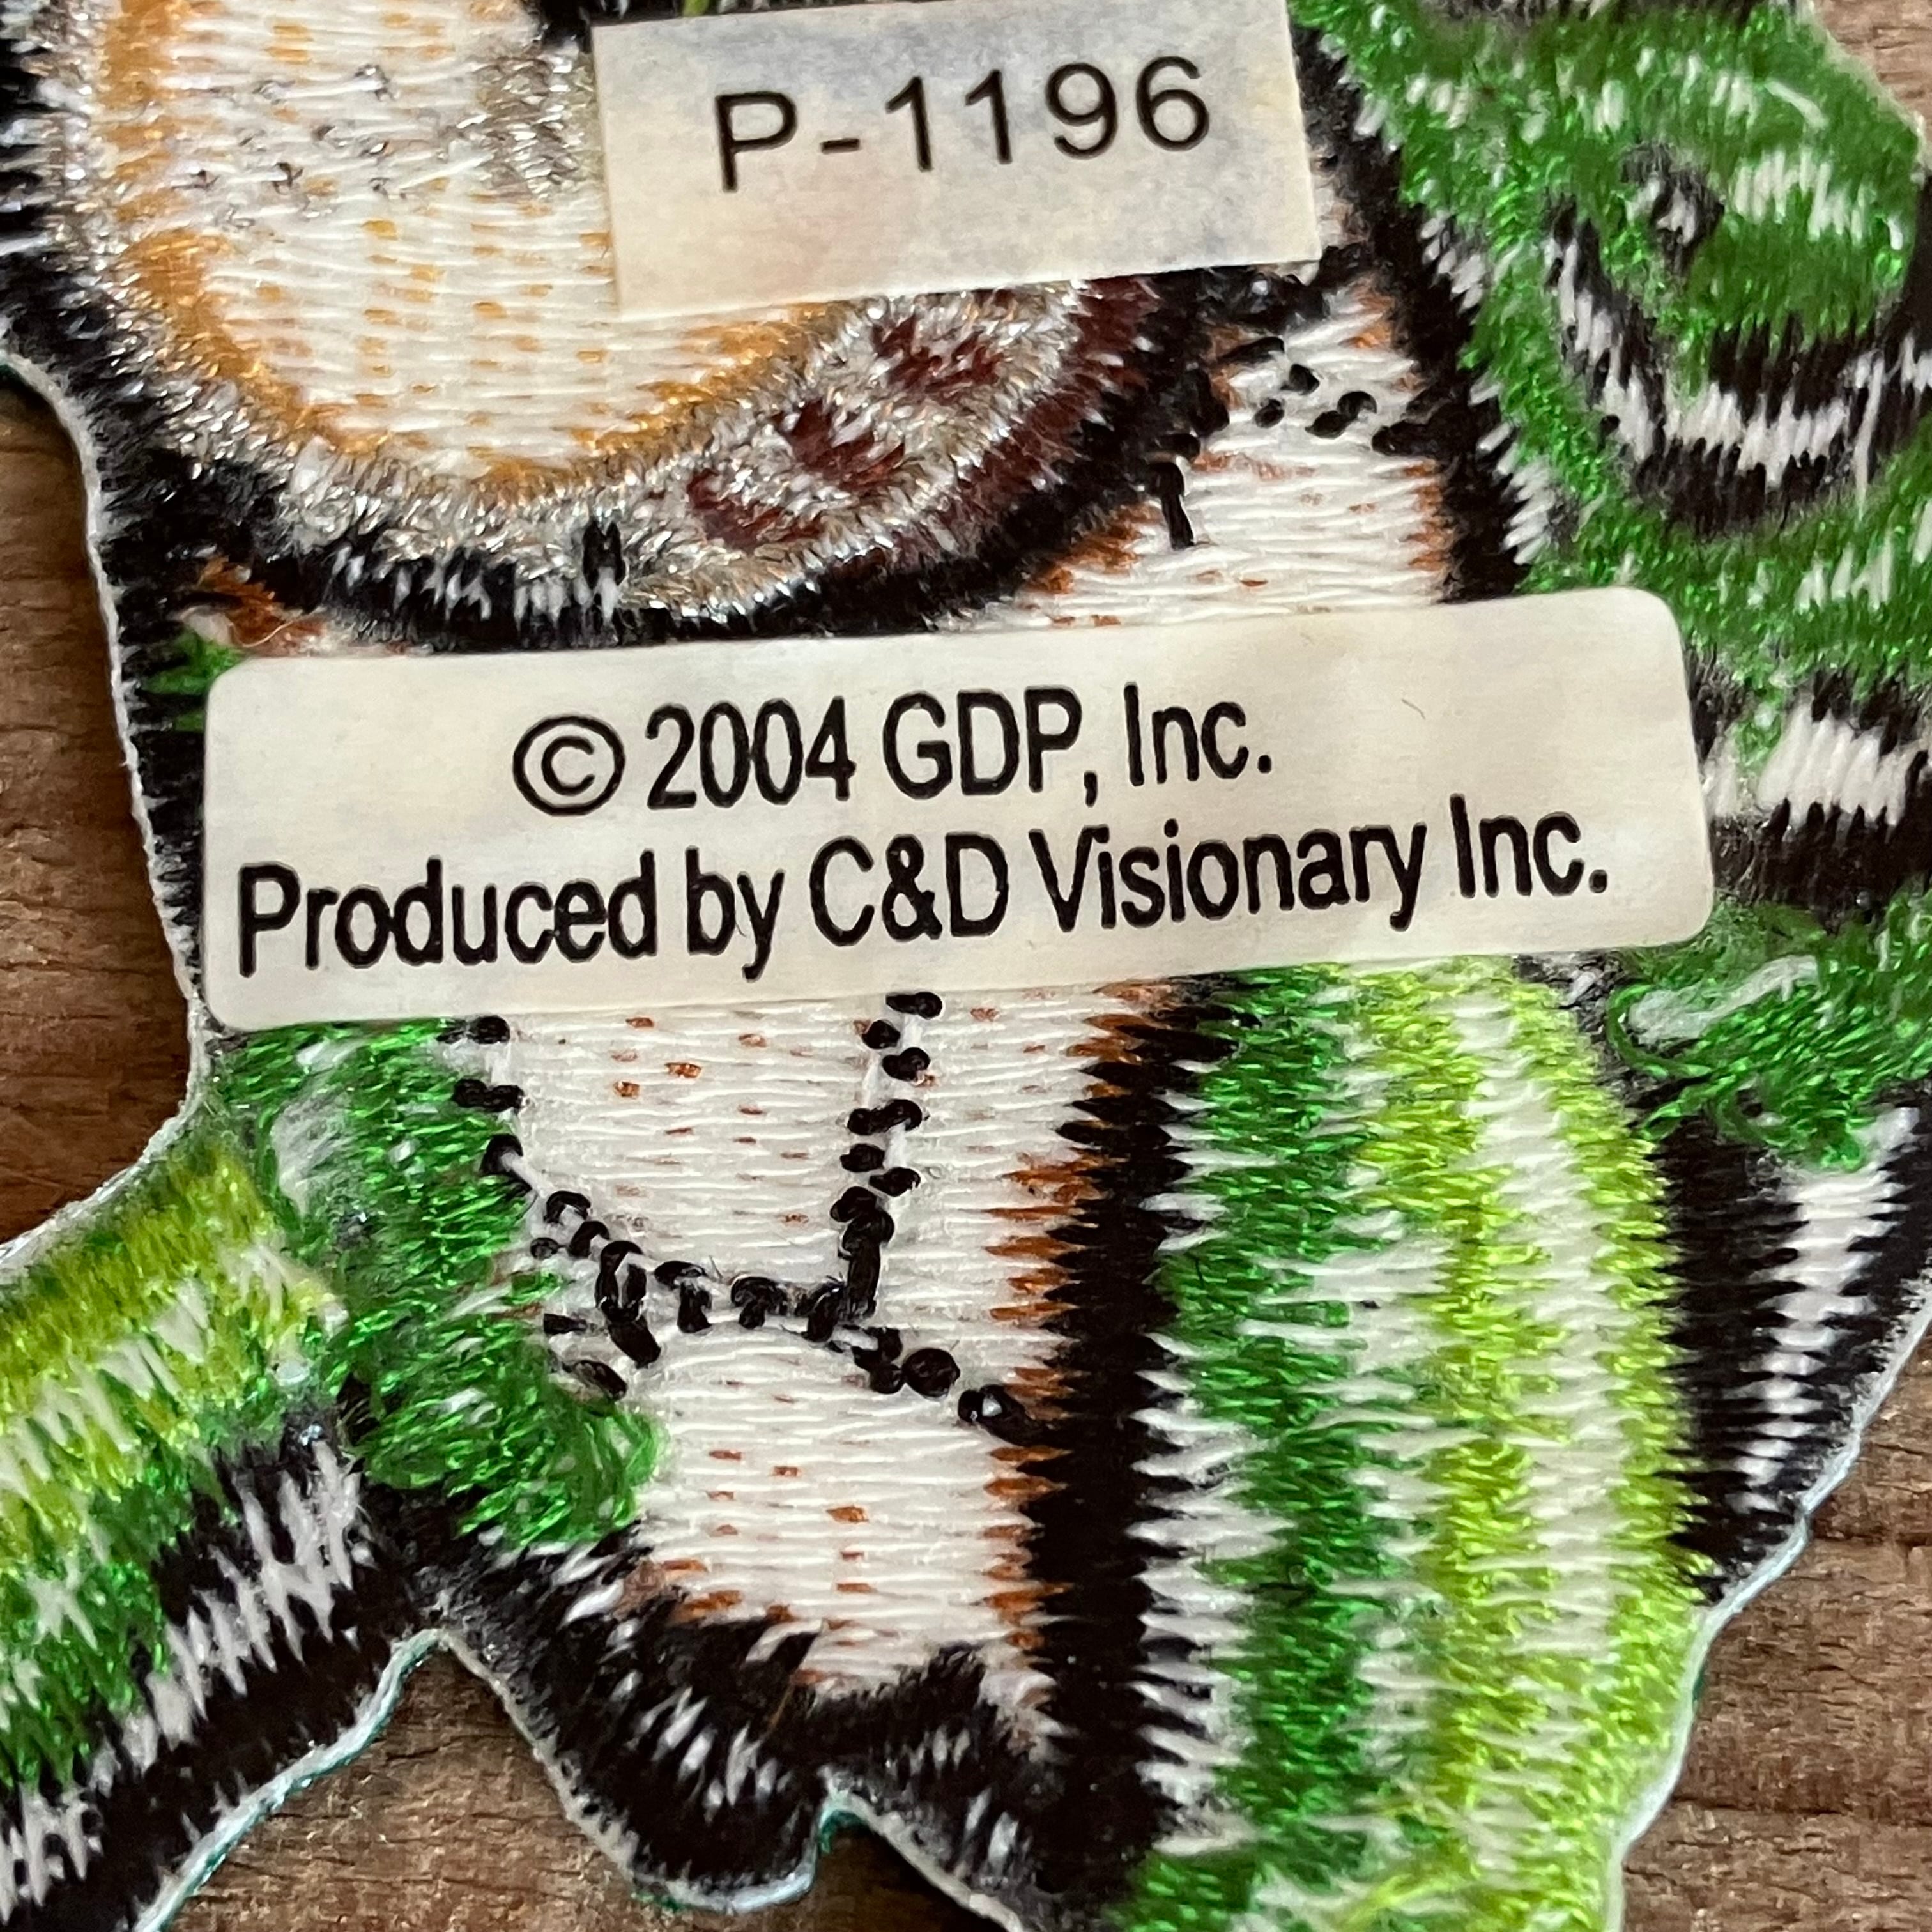 P-1196
© 2004 GDP, Inc.
Produced by C&D Visionary Inc.